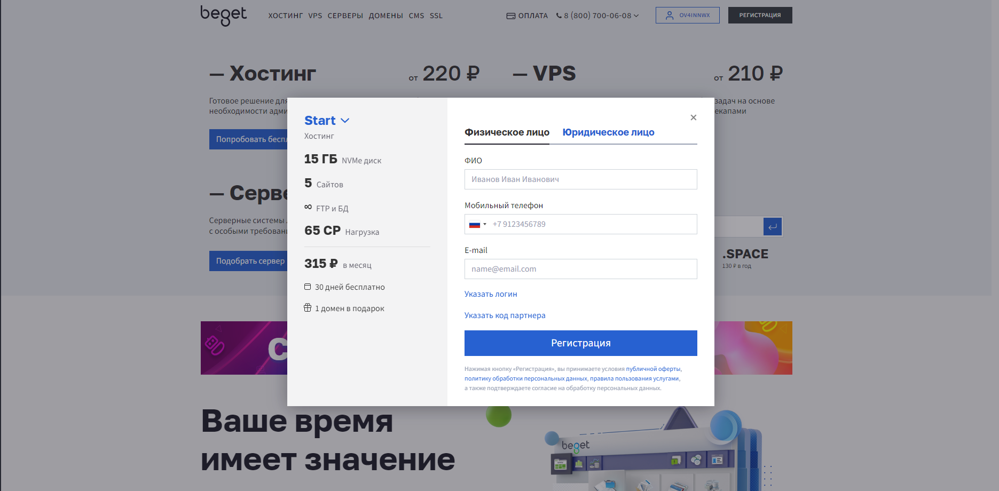 beget
ХОСТИНГ VPS СЕРВЕРЫ ДОМЕНЫ CMS SSL
ОПЛАТА 8 (800) 700-06-08
OV4INNWX
РЕГИСТРАЦИЯ
— Хостинг
от 220 ₽
— VPS
от 210 ₽
Готовое решение для
необходимости
задач на основе
Попробовать
— 
Серверные системы
с особыми
Подобрать сервер
.SPACE
130 ₽ в год
Start
Хостинг
15 ГБ NVMe диск
5 Сайтов
∞ FTP и БД
65 CP Нагрузка
315 ₽ в месяц
30 дней бесплатно
1 домен в подарок
×
Физическое лицо Юридическое лицо
ФИО
Иванов Иван Иванович
Мобильный телефон
+7 9123456789
E-mail
name@email.com
Указать логин
Указать код партнера
Регистрация
Нажимая кнопку «Регистрация», вы принимаете условия публичной оферты,
политику обработки персональных данных, правила пользования услугами,
а также подтверждаете согласие на обработку персональных данных.
Ваше время
имеет значение
beget